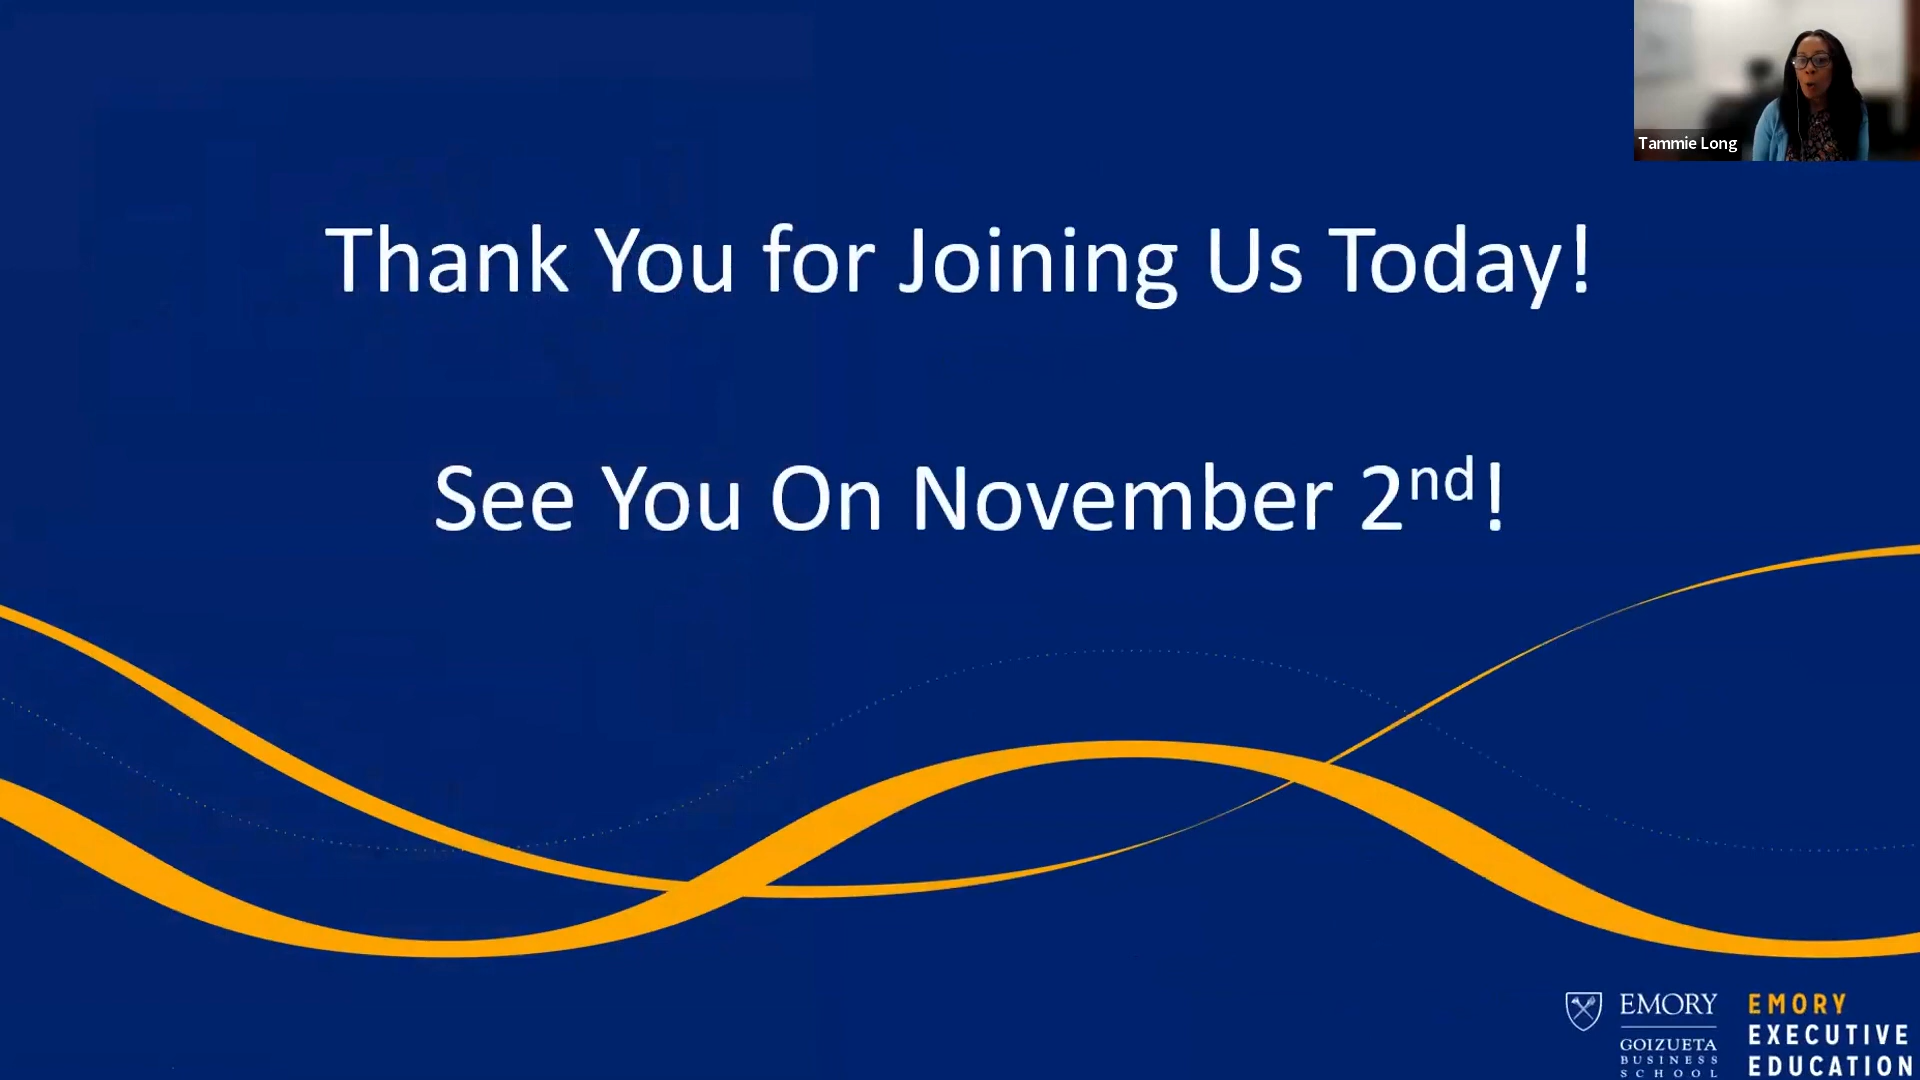 Tammie Long
Thank You for Joining Us Today!
See You On November 2nd!
EMORY
GOIZUETA
BUSINESS
SCHOOL
EMORY
EXECUTIVE
EDUCATION